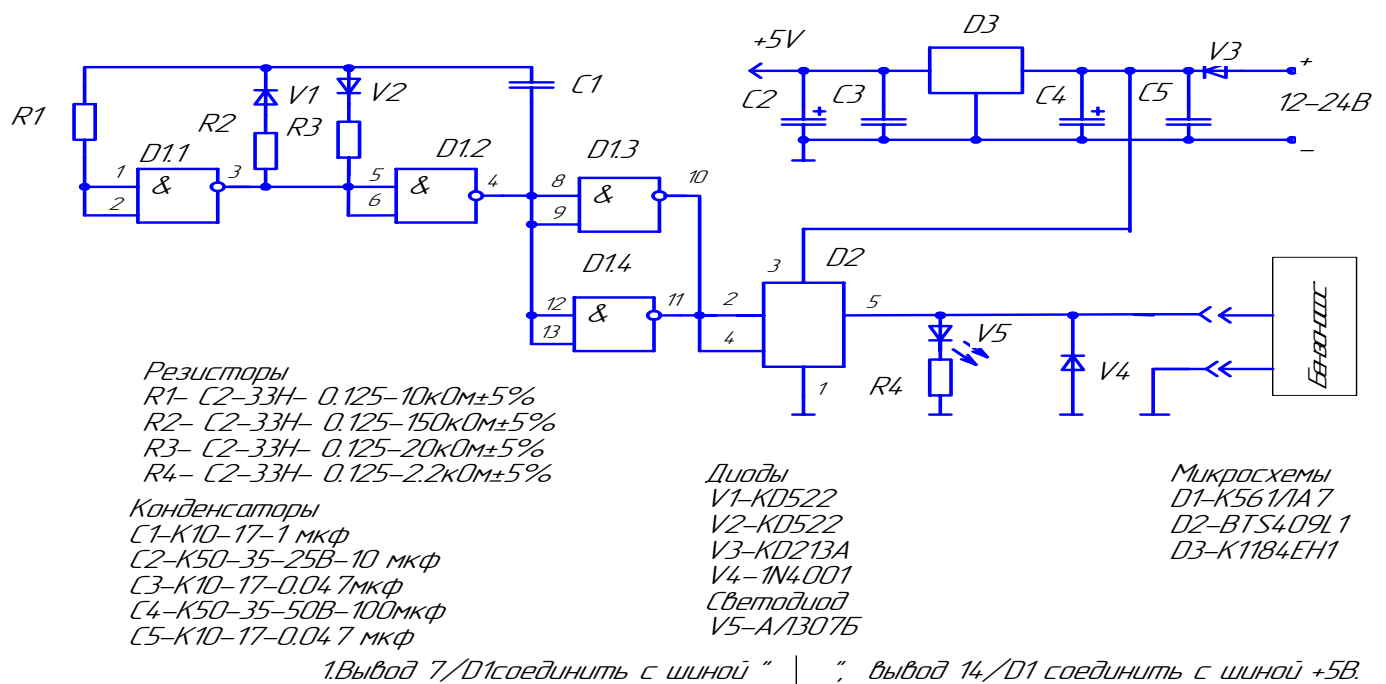 +5V
D3
V3
+
C2
+
C3
C4
+
C5
12-24В
–
R1
V1
V2
C1
R2
R3
D1.1
D1.2
D1.3
1
&
3
2
5
&
4
6
8
&
10
9
D1.4
12
&
11
13
3
D2
2
5
4
1
V5
R4
V4
Резисторы
R1- С2-33Н- 0.125-10кОм±5%
R2- С2-33Н- 0.125-150кОм±5%
R3- С2-33Н- 0.125-20кОм±5%
R4- С2-33Н- 0.125-2.2кОм±5%
Конденсаторы
С1-К10-17-1 мкф
С2-К50-35-25В-10 мкф
С3-К10-17-0.047мкф
С4-К50-35-50В-100мкф
С5-К10-17-0.047 мкф
Диоды
V1-KD522
V2-KD522
V3-KD213A
V4-1N4001
Светодиод
V5-АЛ307Б
Микросхемы
D1-К561ЛА7
D2-BTS409L1
D3-К1184ЕН1
1.Вывод 7/D1соединить с шиной " | ", вывод 14/D1 соединить с шиной +5В.